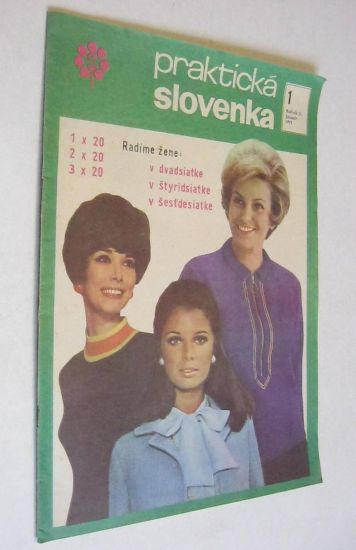 praktická
slovenka
1
1 x 20
2 x 20
3 x 20
Radíme žene:
v dvadsiatke
v štyridsiatke
v šesťdesiatke